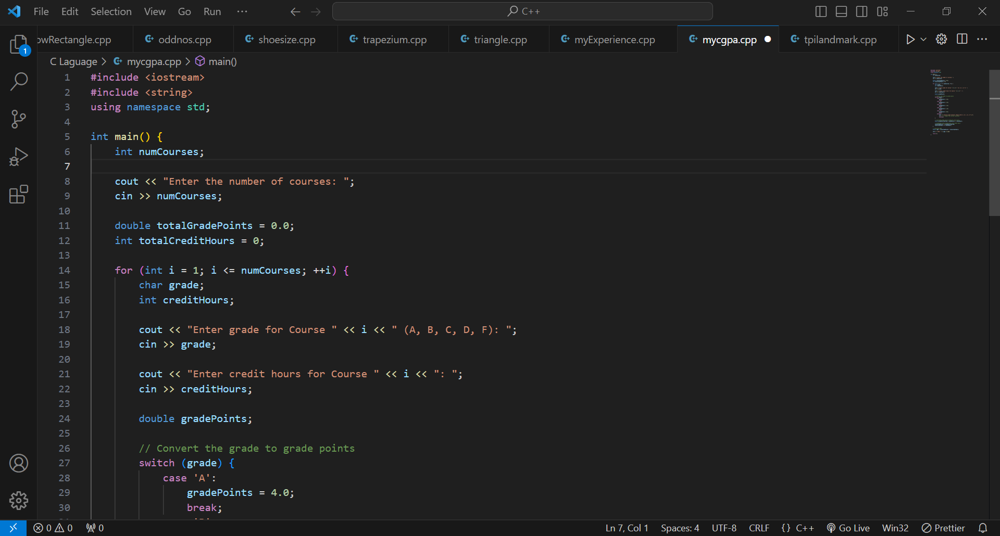 File Edit Selection View Go Run ··· C++
owRectangle.cpp oddnos.cpp shoesize.cpp trapezium.cpp triangle.cpp myExperience.cpp mycgpa.cpp tpilandmark.cpp
1
C Laguage > mycgpa.cpp > main()
1 #include <iostream>
2 #include <string>
3 using namespace std;
4
5 int main() {
6 int numCourses;
7
8 cout << "Enter the number of courses: ";
9 cin >> numCourses;
10
11 double totalGradePoints = 0.0;
12 int totalCreditHours = 0;
13
14 for (int i = 1; i <= numCourses; ++i) {
15 char grade;
16 int creditHours;
17
18 cout << "Enter grade for Course " << i << " (A, B, C, D, F): ";
19 cin >> grade;
20
21 cout << "Enter credit hours for Course " << i << ": ";
22 cin >> creditHours;
23
24 double gradePoints;
25
26 // Convert the grade to grade points
27 switch (grade) {
28 case 'A':
29 gradePoints = 4.0;
30 break;
0 0 0 Ln 7, Col 1 Spaces: 4 UTF-8 CRLF {} C++ Go Live Win32 Prettier